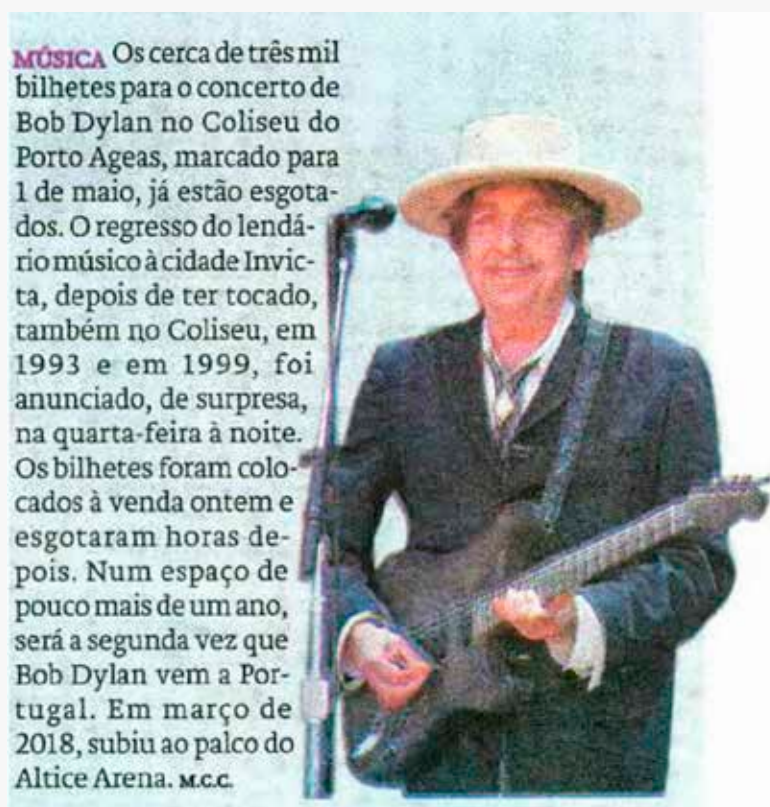 MÚSICA Os cerca de três mil
bilhetes para o concerto de
Bob Dylan no Coliseu do
Porto Ageas, marcado para
1 de maio, já estão esgota-
dos. O regresso do lendá-
rio músico à cidade Invic-
ta, depois de ter tocado,
também no Coliseu, em
1993 e em 1999, foi
anunciado, de surpresa,
na quarta-feira à noite.
Os bilhetes foram colo-
cados à venda ontem e
esgotaram horas de-
pois. Num espaço de
pouco mais de um ano,
será a segunda vez que
Bob Dylan vem a Por-
tugal. Em março de
2018, subiu ao palco do
Altice Arena. M.C.C.